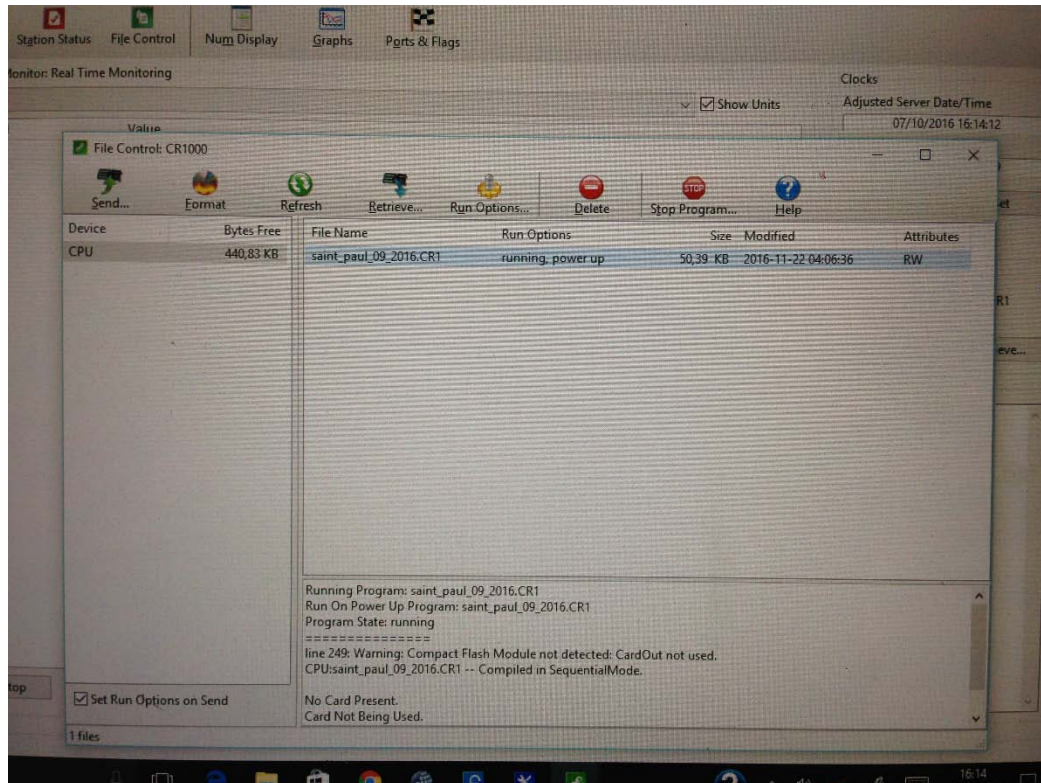 Station Status File Control Num Display Graphs Ports & Flags
Monitor: Real Time Monitoring
Clocks
Show Units
Adjusted Server Date/Time
Value
07/10/2016 16:14:12
File Control: CR1000
Send... Format Refresh Retrieve... Run Options... Delete Stop Program... Help
STOP
Device Bytes Free File Name Run Options Size Modified Attributes
CPU 440,83 KB saint_paul_09_2016.CR1 running, power up 50,39 KB 2016-11-22 04:06:36 RW
R1
eve...
Running Program: saint_paul_09_2016.CR1
Run On Power Up Program: saint_paul_09_2016.CR1
Program State: running
===============
line 249: Warning: Compact Flash Module not detected: CardOut not used.
CPU:saint_paul_09_2016.CR1 -- Compiled in SequentialMode.
top
Set Run Options on Send
No Card Present.
Card Not Being Used.
1 files
16:14